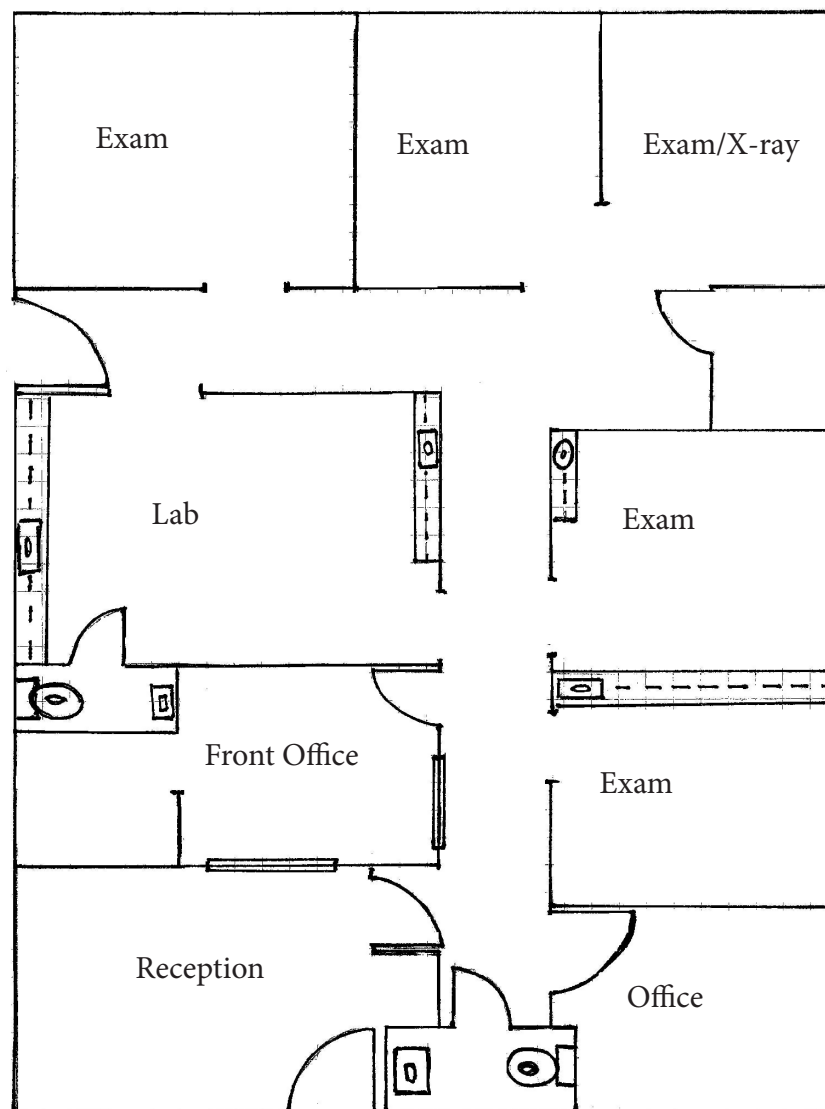 Exam
Exam
Exam/X-ray
Lab
Exam
Front Office
Exam
Reception
Office